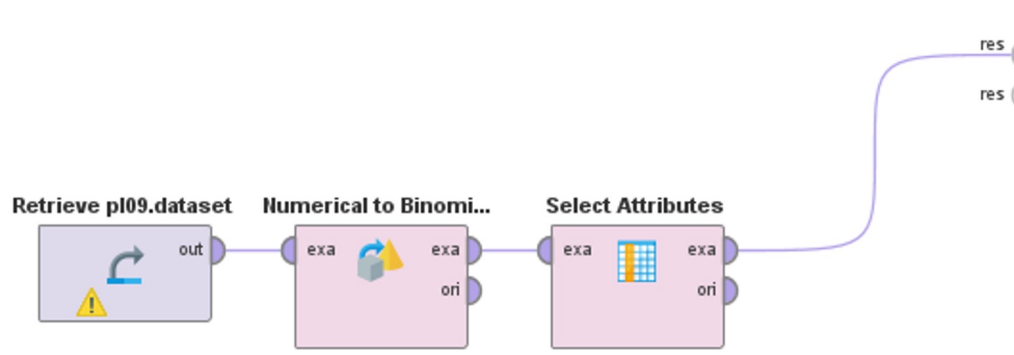 res
res
Retrieve pl09.dataset
Numerical to Binomi...
Select Attributes
out
exa
exa
ori
exa
exa
ori